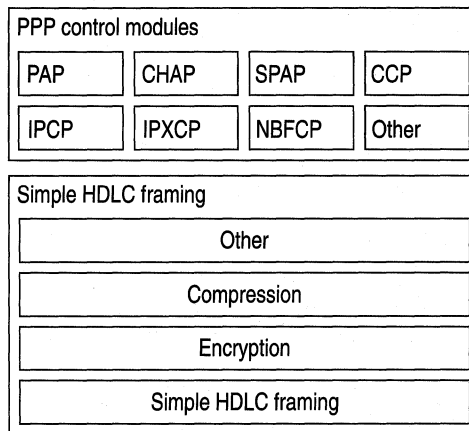 PPP control modules
PAP CHAP SPAP CCP
IPCP IPXCP NBFCP Other
Simple HDLC framing
Other
Compression
Encryption
Simple HDLC framing